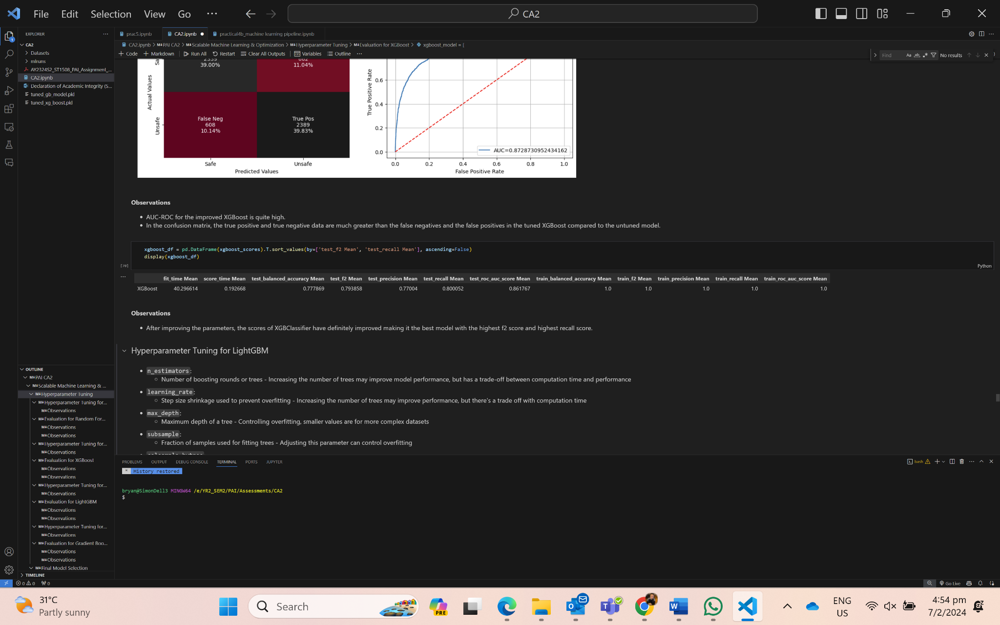 File Edit Selection View Go ··· CA2
EXPLORER ···
prac5.ipynb CA2.ipynb practical4b_machine learning pipeline.ipynb
CA2
Datasets
mlruns
AY2324S2_ST1508_PAI_Assignment_...
CA2.ipynb
Declaration of Academic Integrity (S...
tuned_gb_model.pkl
tuned_xg_boost.pkl
CA2.ipynb > M↓PAI CA2 > M↓Scalable Machine Learning & Optimization > M↓Hyperparameter Tuning > M↓Evaluation for XGBoost > xgboost_model = [
+ Code + Markdown Run All Restart Clear All Outputs Variables Outline ···
Find Aa ab No results
39.00%
11.04%
Actual Values
Unsafe
False Neg
608
10.14%
True Pos
2389
39.83%
Safe Unsafe
Predicted Values
True Positive Rate
0.6
0.4
0.2
0.0
AUC=0.8728730952434162
0.0 0.2 0.4 0.6 0.8 1.0
False Positive Rate
Observations
AUC-ROC for the improved XGBoost is quite high.
In the confusion matrix, the true positive and true negative data are much greater than the false negatives and the false positives in the tuned XGBoost compared to the untuned model.
xgboost_df = pd.DataFrame(xgboost_scores).T.sort_values(by=['test_f2 Mean', 'test_recall Mean'], ascending=False)
display(xgboost_df)
[70]
Python
fit_time Mean score_time Mean test_balanced_accuracy Mean test_f2 Mean test_precision Mean test_recall Mean test_roc_auc_score Mean train_balanced_accuracy Mean train_f2 Mean train_precision Mean train_recall Mean train_roc_auc_score Mean
XGBoost 40.296614 0.192668 0.777869 0.793858 0.77004 0.800052 0.861767 1.0 1.0 1.0 1.0 1.0
Observations
After improving the parameters, the scores of XGBClassifier have definitely improved making it the best model with the highest f2 score and highest recall score.
Hyperparameter Tuning for LightGBM
n_estimators:
Number of boosting rounds or trees - Increasing the number of trees may improve model performance, but has a trade-off between computation time and performance
learning_rate:
Step size shrinkage used to prevent overfitting - Increasing the number of trees may improve performance, but there's a trade off with computation time
max_depth:
Maximum depth of a tree - Controlling overfitting, smaller values are for more complex datasets
subsample:
Fraction of samples used for fitting trees - Adjusting this parameter can control overfitting
OUTLINE
M↓PAI CA2
M↓Scalable Machine Learning & ...
M↓Hyperparameter Tuning
M↓Hyperparameter Tuning for...
M↓Observations
M↓Evaluation for Random For...
M↓Observations
M↓Observations
M↓Hyperparameter Tuning for...
M↓Observations
M↓Evaluation for XGBoost
M↓Observations
M↓Observations
M↓Hyperparameter Tuning for...
M↓Observations
M↓Evaluation for LightGBM
M↓Observations
M↓Observations
M↓Hyperparameter Tuning for...
M↓Observations
M↓Evaluation for Gradient Boo...
M↓Observations
M↓Observations
M↓Final Model Selection
TIMELINE
PROBLEMS OUTPUT DEBUG CONSOLE TERMINAL PORTS JUPYTER
bash
* History restored
bryan@SimonDell3 MINGW64 /e/YR2_SEM2/PAI/Assessments/CA2
$
0 0 0
Go Live
31°C
Partly sunny
Search
PRE
ENG
US
4:54 pm
7/2/2024